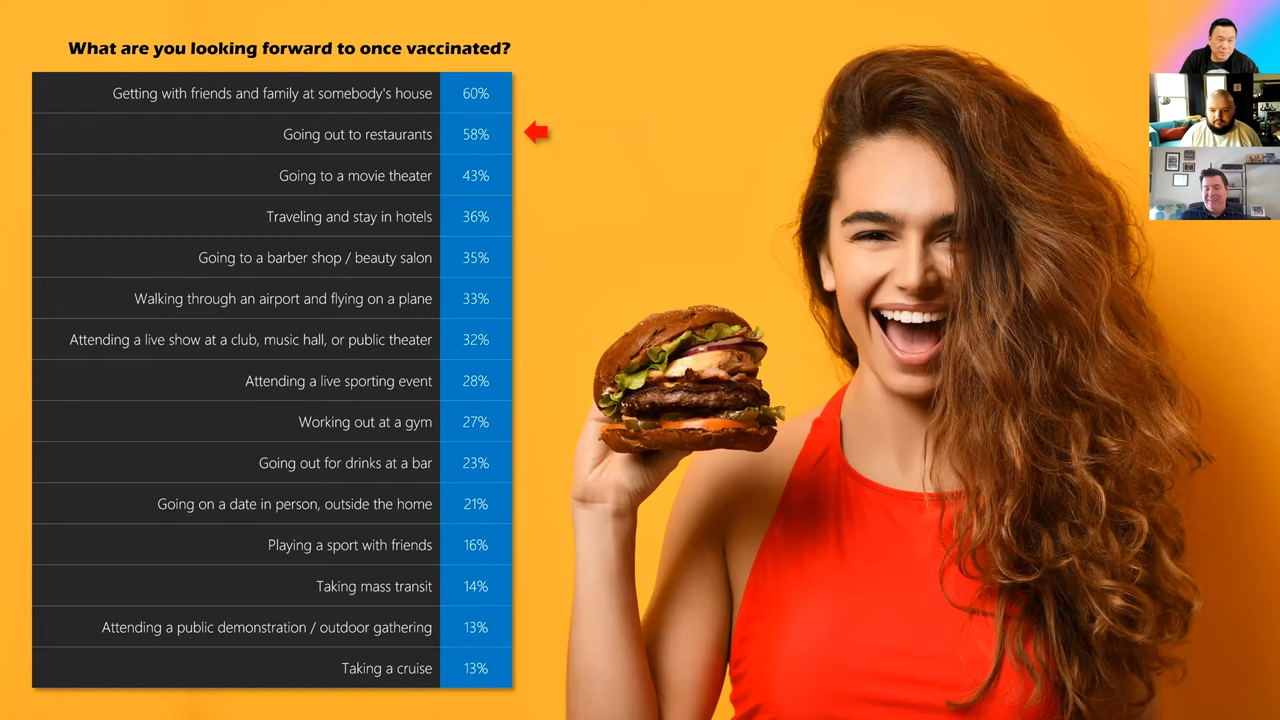 What are you looking forward to once vaccinated?
Getting with friends and family at somebody's house 60%
Going out to restaurants 58%
Going to a movie theater 43%
Traveling and stay in hotels 36%
Going to a barber shop / beauty salon 35%
Walking through an airport and flying on a plane 33%
Attending a live show at a club, music hall, or public theater 32%
Attending a live sporting event 28%
Working out at a gym 27%
Going out for drinks at a bar 23%
Going on a date in person, outside the home 21%
Playing a sport with friends 16%
Taking mass transit 14%
Attending a public demonstration / outdoor gathering 13%
Taking a cruise 13%